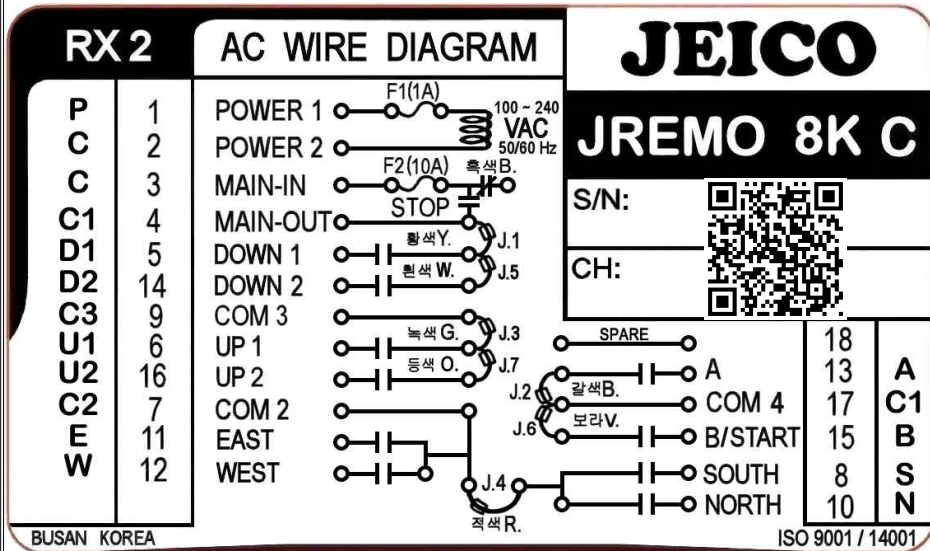 RX 2
AC WIRE DIAGRAM
JEICO
JREMO 8K C
S/N:
CH:
P 1 POWER 1 F1(1A) 100 ~ 240
VAC
C 2 POWER 2 50/60 Hz
C 3 MAIN-IN F2(10A) 흑색B.
STOP
C1 4 MAIN-OUT
D1 5 DOWN 1 황색Y. J.1
D2 14 DOWN 2 흰색 W. J.5
C3 9 COM 3
U1 6 UP 1 녹색 G. J.3
U2 16 UP 2 등색 O. J.7
C2 7 COM 2
E 11 EAST
W 12 WEST
SPARE 18
J.2 갈색B. A 13 A
COM 4 17 C1
J.6 보라V. B/START 15 B
J.4 SOUTH 8 S
적색 R. NORTH 10 N
BUSAN KOREA
ISO 9001 / 14001